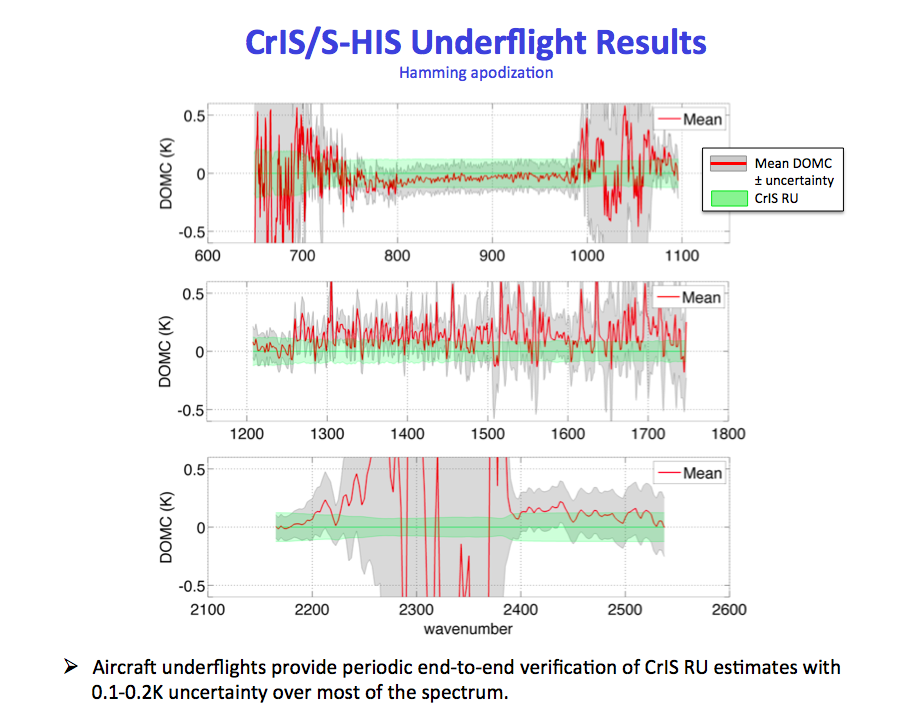 CrIS/S-HIS Underflight Results
Hamming apodization
0.5
0
-0.5
DOMC (K)
Mean
600 700 800 900 1000 1100
Mean DOMC
± uncertainty
CrIS RU
0.5
0
-0.5
DOMC (K)
Mean
1200 1300 1400 1500 1600 1700 1800
0.5
0
-0.5
DOMC (K)
Mean
2100 2200 2300 2400 2500 2600
wavenumber
➢ Aircraft underflights provide periodic end-to-end verification of CrIS RU estimates with
0.1-0.2K uncertainty over most of the spectrum.